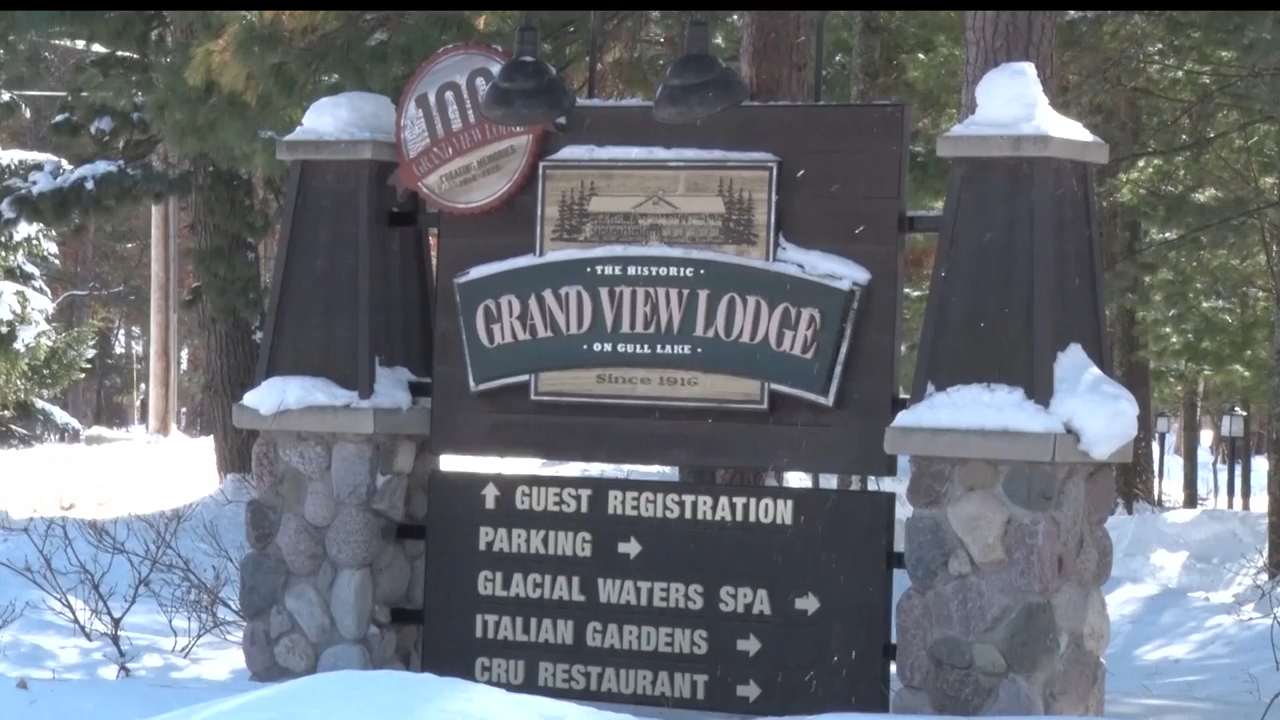 100
GRAND VIEW LODGE
CREATING MEMORIES
· THE HISTORIC ·
GRAND VIEW LODGE
· ON GULL LAKE ·
Since 1916
↑ GUEST REGISTRATION
PARKING →
GLACIAL WATERS SPA →
ITALIAN GARDENS →
CRU RESTAURANT →